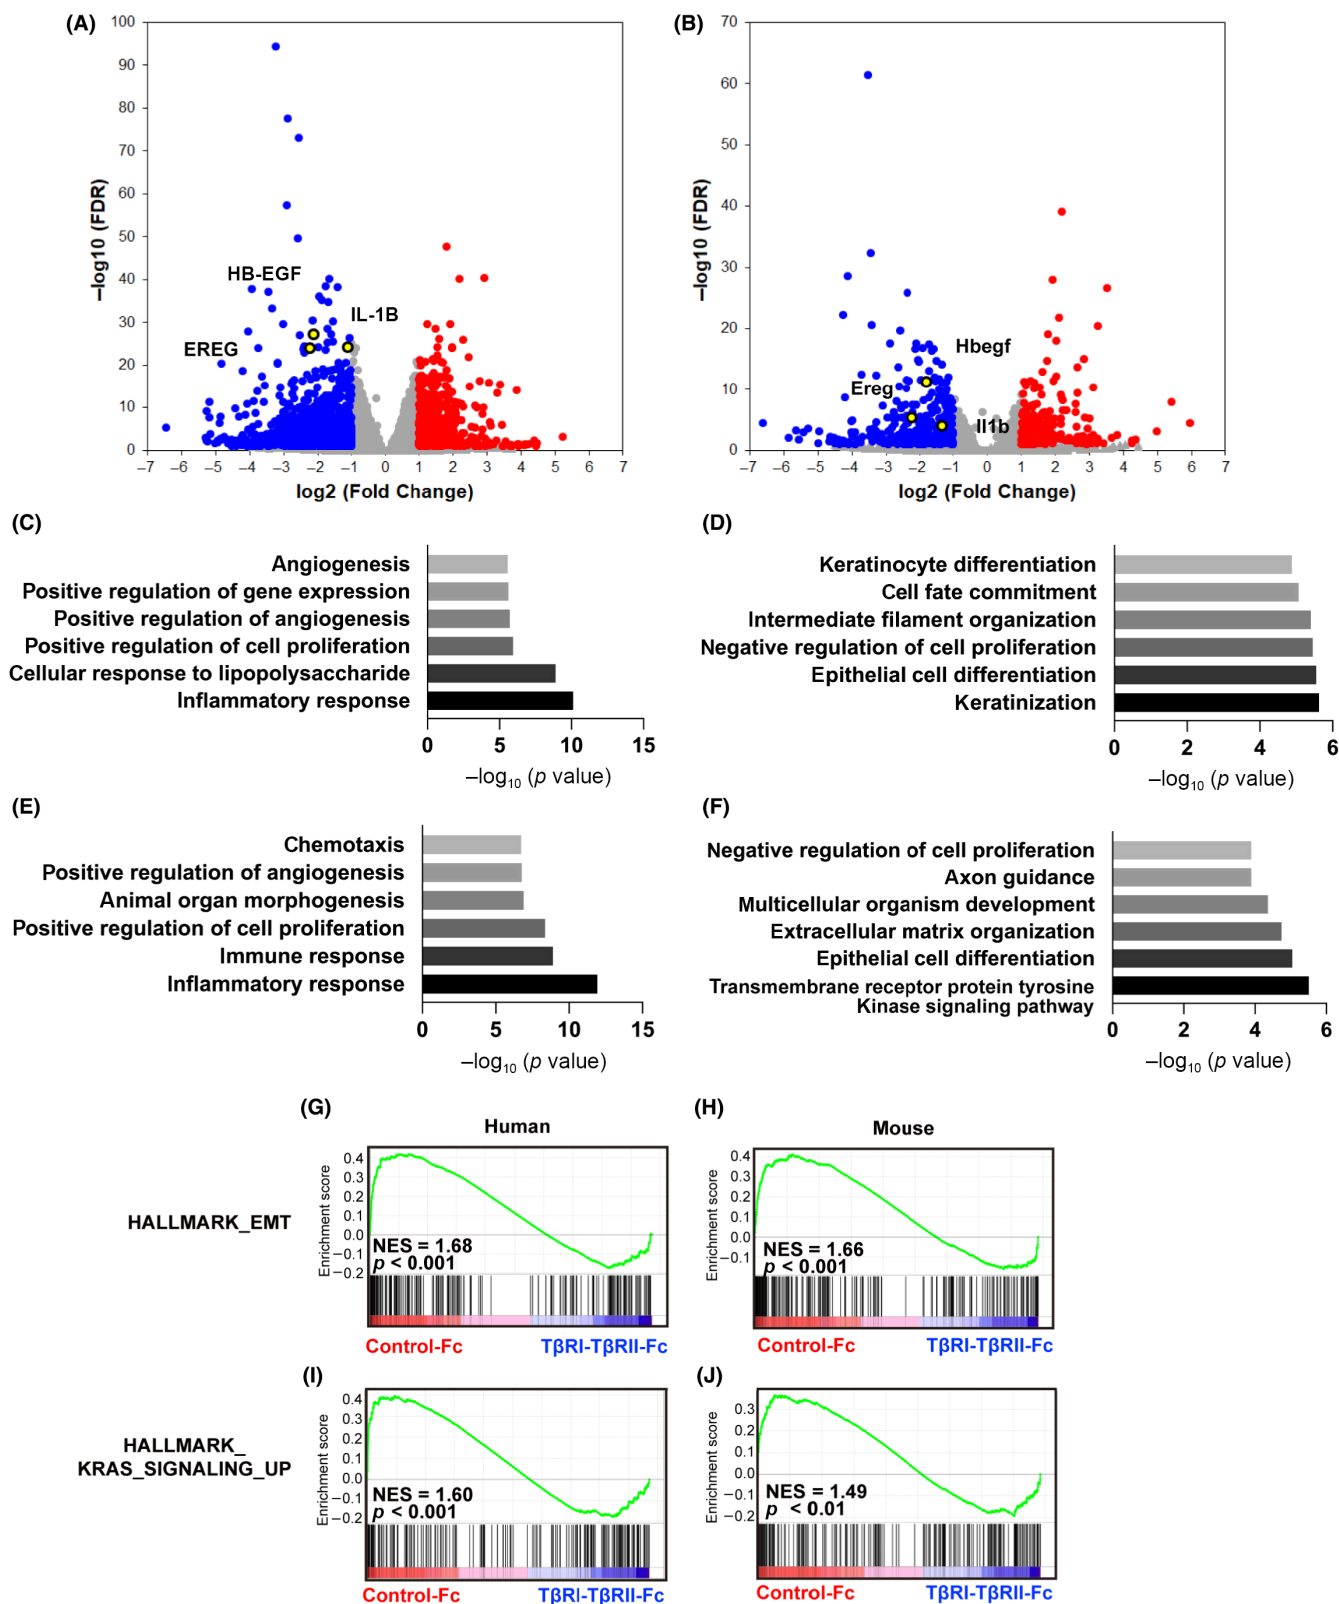 (A)
100
90
80
70
60
50
40
30
20
10
0
–log10 (FDR)
HB-EGF
IL-1B
EREG
–7 –6 –5 –4 –3 –2 –1 0 1 2 3 4 5 6 7
log2 (Fold Change)
(B)
70
60
50
40
30
20
10
0
–log10 (FDR)
Hbegf
Ereg
Il1b
–7 –6 –5 –4 –3 –2 –1 0 1 2 3 4 5 6 7
log2 (Fold Change)
(C)
Angiogenesis
Positive regulation of gene expression
Positive regulation of angiogenesis
Positive regulation of cell proliferation
Cellular response to lipopolysaccharide
Inflammatory response
0 5 10 15
–log10 (p value)
(D)
Keratinocyte differentiation
Cell fate commitment
Intermediate filament organization
Negative regulation of cell proliferation
Epithelial cell differentiation
Keratinization
0 2 4 6
–log10 (p value)
(E)
Chemotaxis
Positive regulation of angiogenesis
Animal organ morphogenesis
Positive regulation of cell proliferation
Immune response
Inflammatory response
0 5 10 15
–log10 (p value)
(F)
Negative regulation of cell proliferation
Axon guidance
Multicellular organism development
Extracellular matrix organization
Epithelial cell differentiation
Transmembrane receptor protein tyrosine
Kinase signaling pathway
0 2 4 6
–log10 (p value)
(G)
Human
HALLMARK_EMT
Enrichment score
0.4
0.3
0.2
0.1
0.0
–0.1
–0.2
NES = 1.68
p < 0.001
Control-Fc
TβRI-TβRII-Fc
(H)
Mouse
Enrichment score
0.4
0.3
0.2
0.1
0.0
–0.1
NES = 1.66
p < 0.001
Control-Fc
TβRI-TβRII-Fc
(I)
HALLMARK_
KRAS_SIGNALING_UP
Enrichment score
0.4
0.3
0.2
0.1
0.0
–0.1
–0.2
NES = 1.60
p < 0.001
Control-Fc
TβRI-TβRII-Fc
(J)
Enrichment score
0.3
0.2
0.1
0.0
–0.1
–0.2
NES = 1.49
p < 0.01
Control-Fc
TβRI-TβRII-Fc